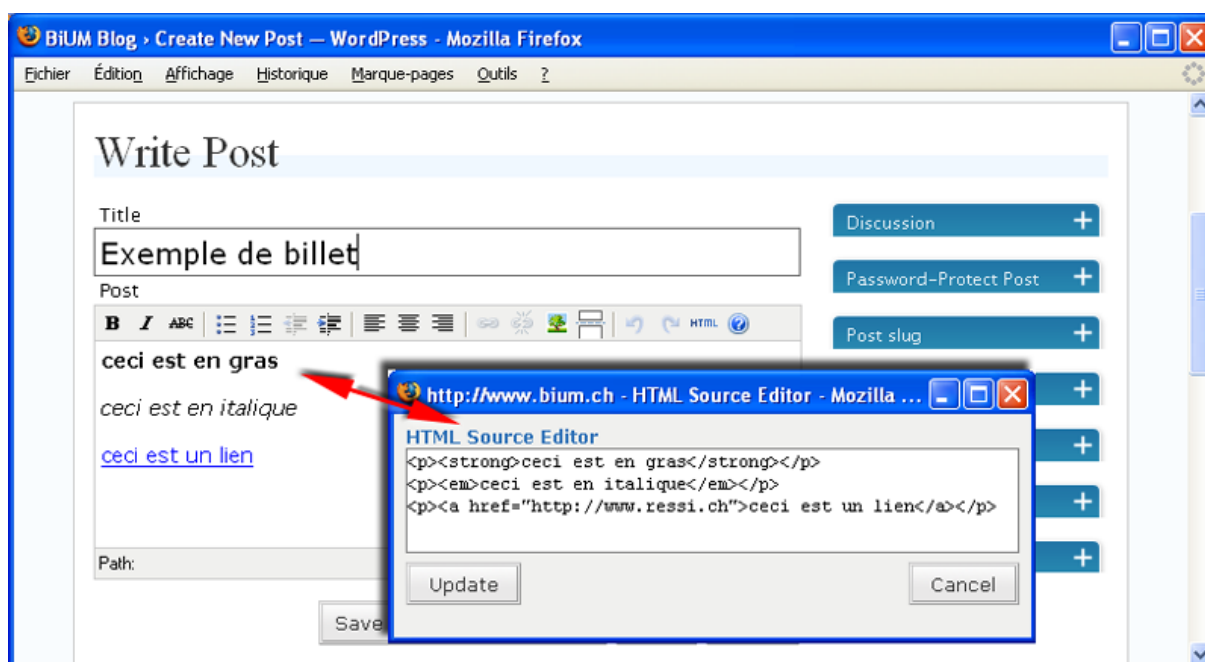 BiUM Blog › Create New Post — WordPress - Mozilla Firefox
Fichier Édition Affichage Historique Marque-pages Outils ?
Write Post
Title
Exemple de billet
Discussion
Post
Password-Protect Post
B I ABC HTML ?
Post slug
ceci est en gras
ceci est en italique
ceci est un lien
http://www.bium.ch - HTML Source Editor - Mozilla ...
HTML Source Editor
<p><strong>ceci est en gras</strong></p>
<p><em>ceci est en italique</em></p>
<p><a href="http://www.ressi.ch">ceci est un lien</a></p>
Path:
Update Cancel
Save